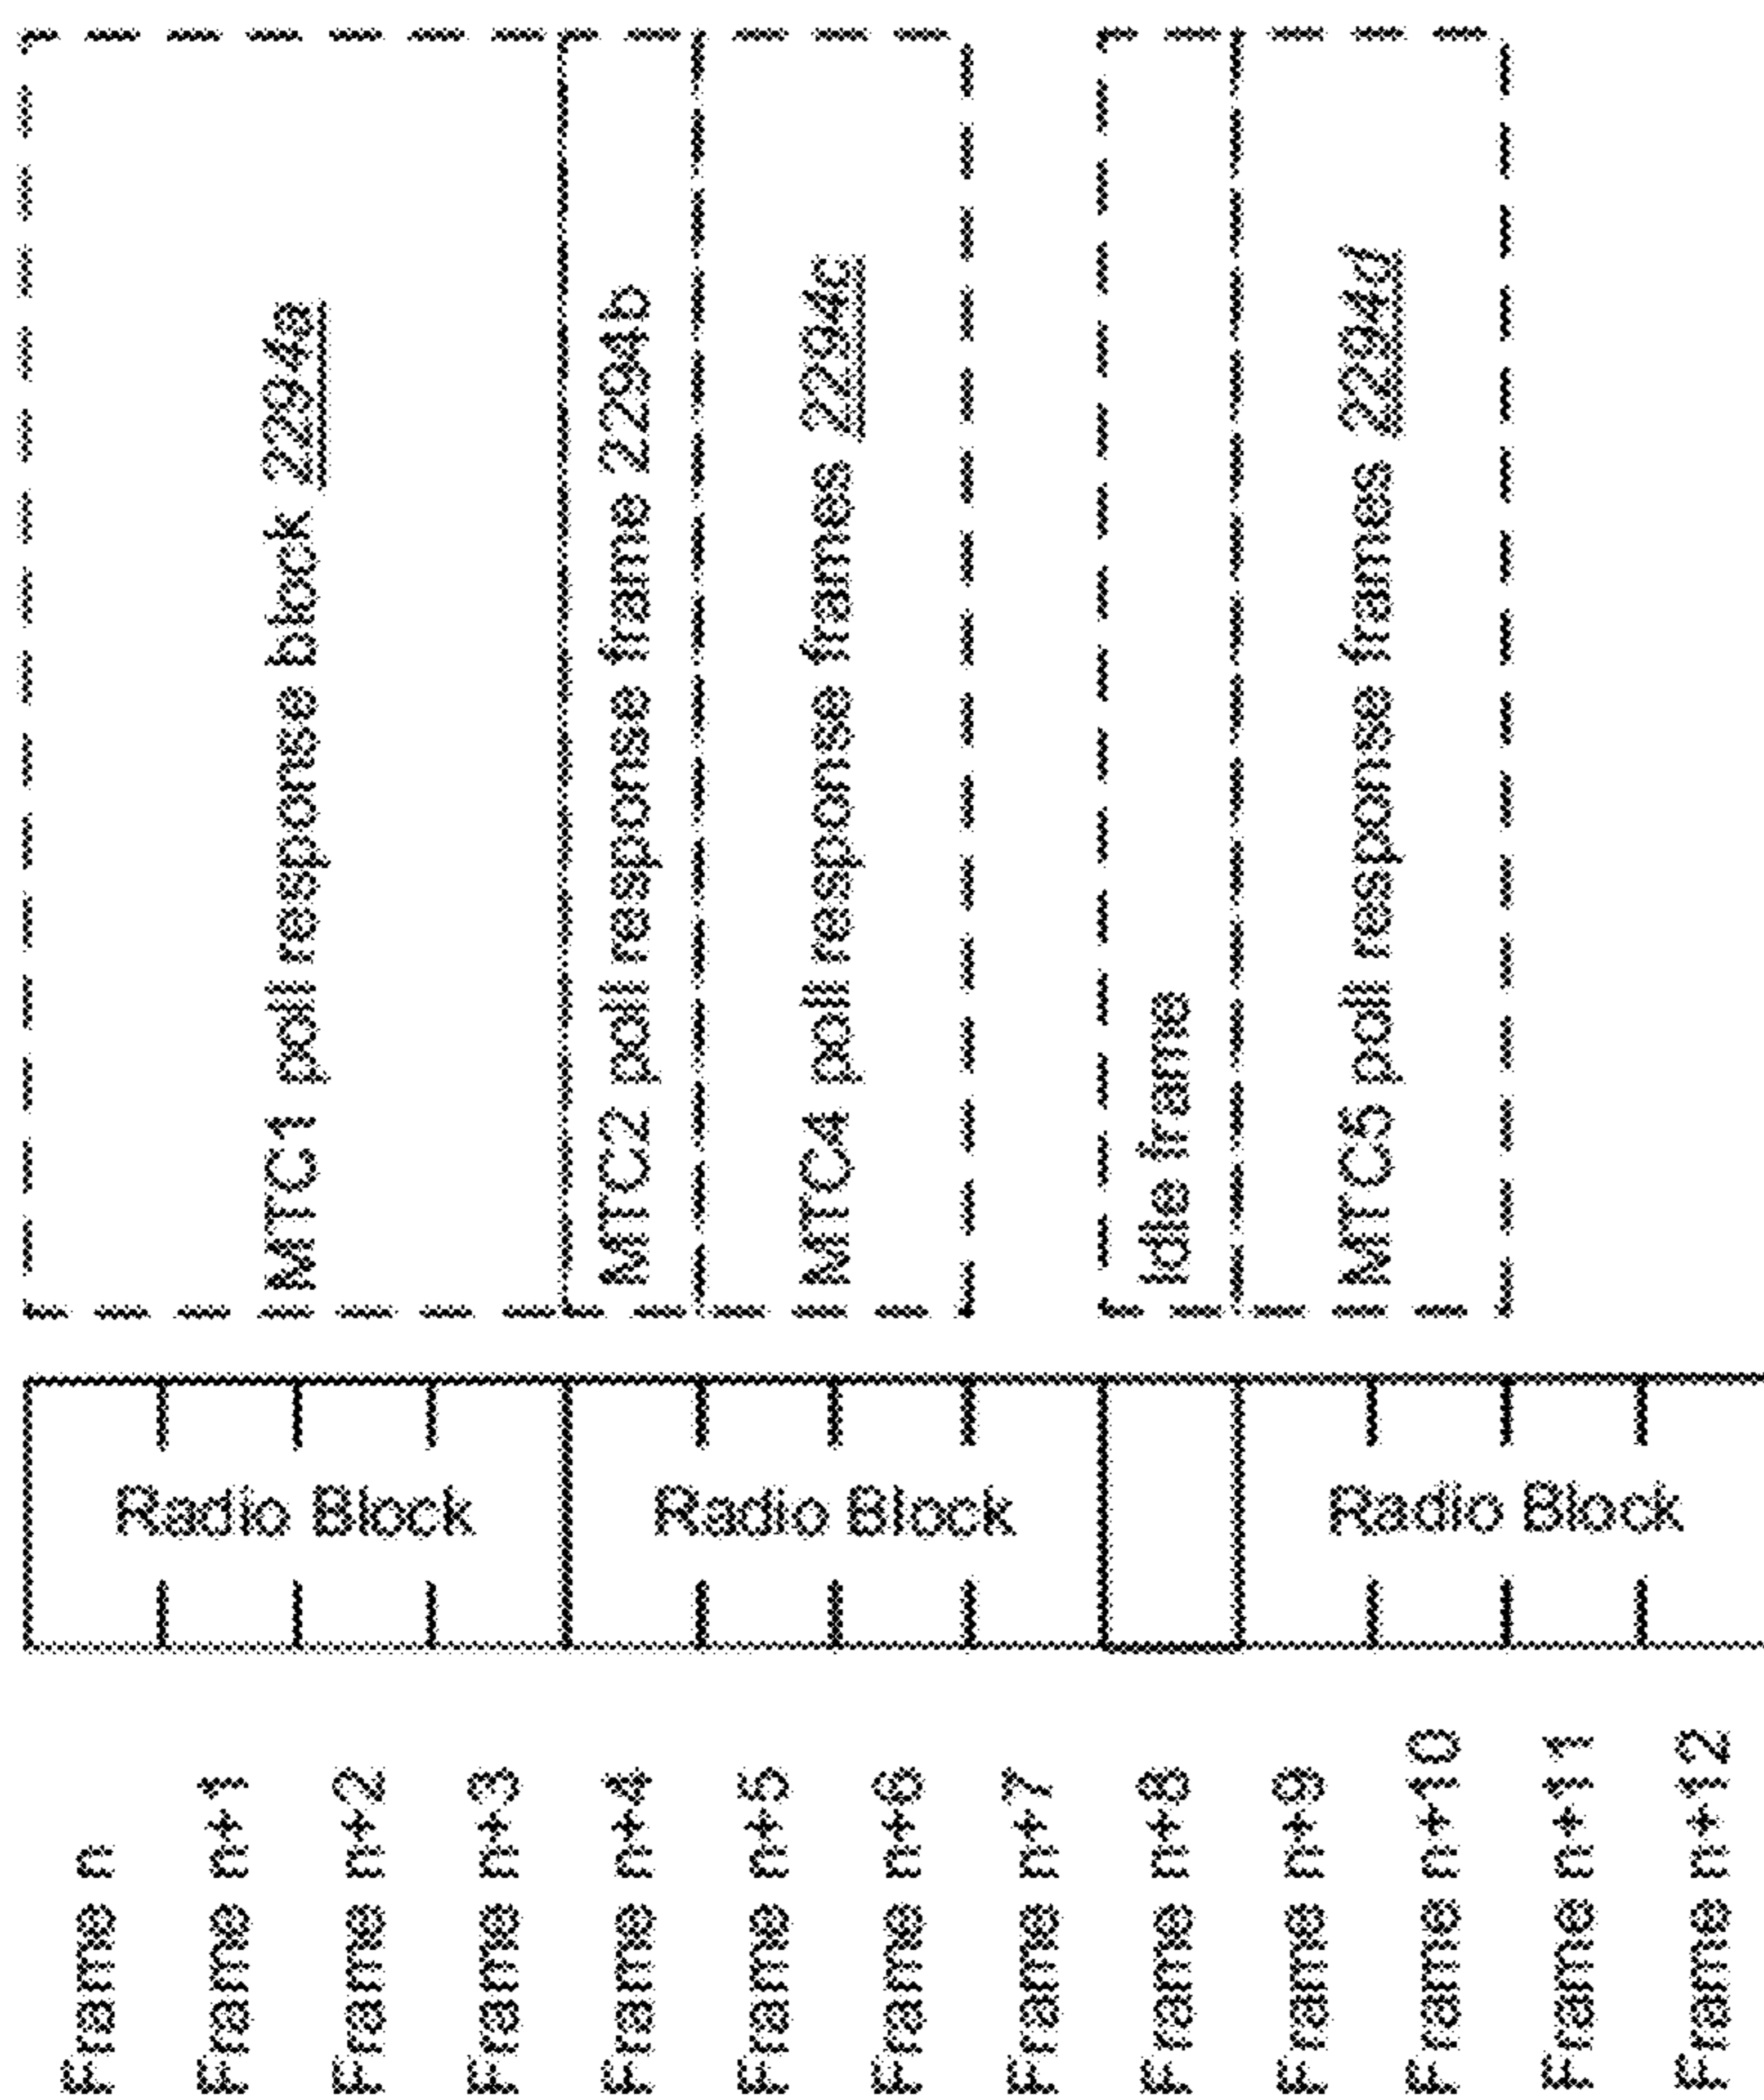 MTC1 poll response block 2294a
MTC2 poll response frame 2294b
MTC4 poll response frames 2294c
Idle frame
MTC5 poll response frames 2294d
Radio Block
Radio Block
Radio Block
Frame n
Frame n+1
Frame n+2
Frame n+3
Frame n+4
Frame n+5
Frame n+6
Frame n+7
Frame n+8
Frame n+9
Frame n+10
Frame n+11
Frame n+12